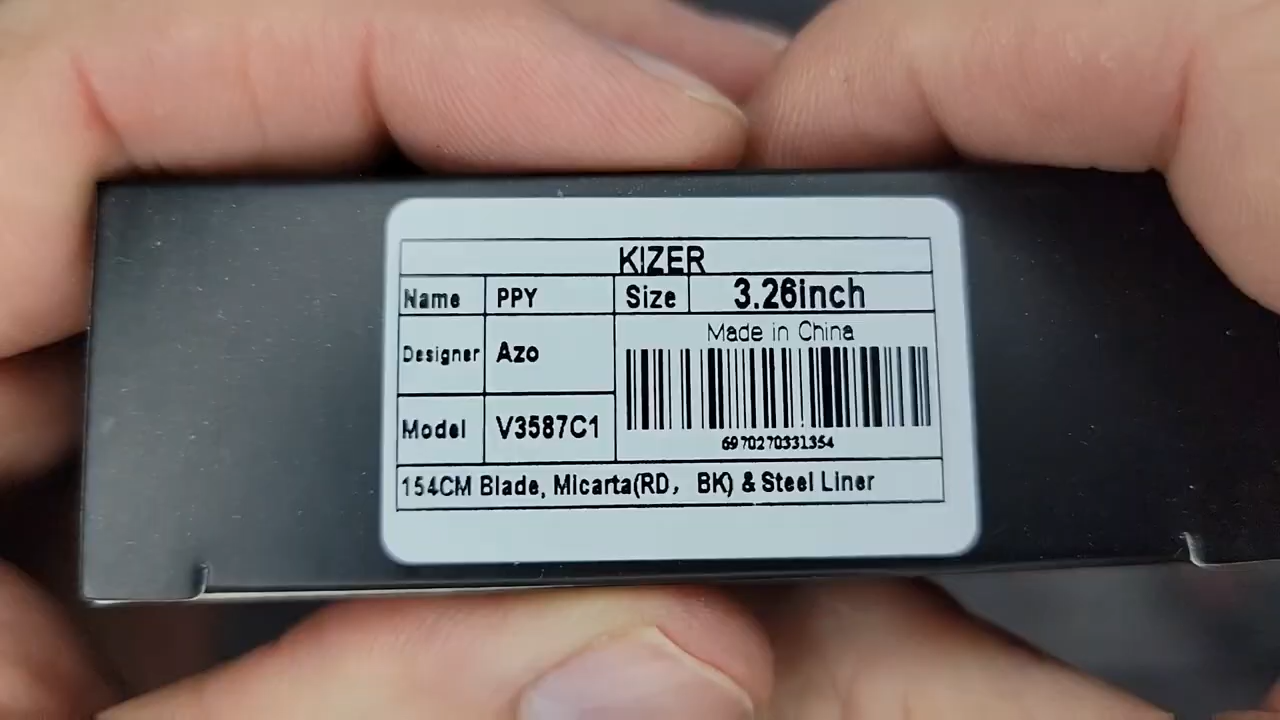 KIZER
Name PPY Size 3.26inch
Made in China
Designer Azo
Model V3587C1
6970270331354
154CM Blade, Micarta(RD, BK) & Steel Liner